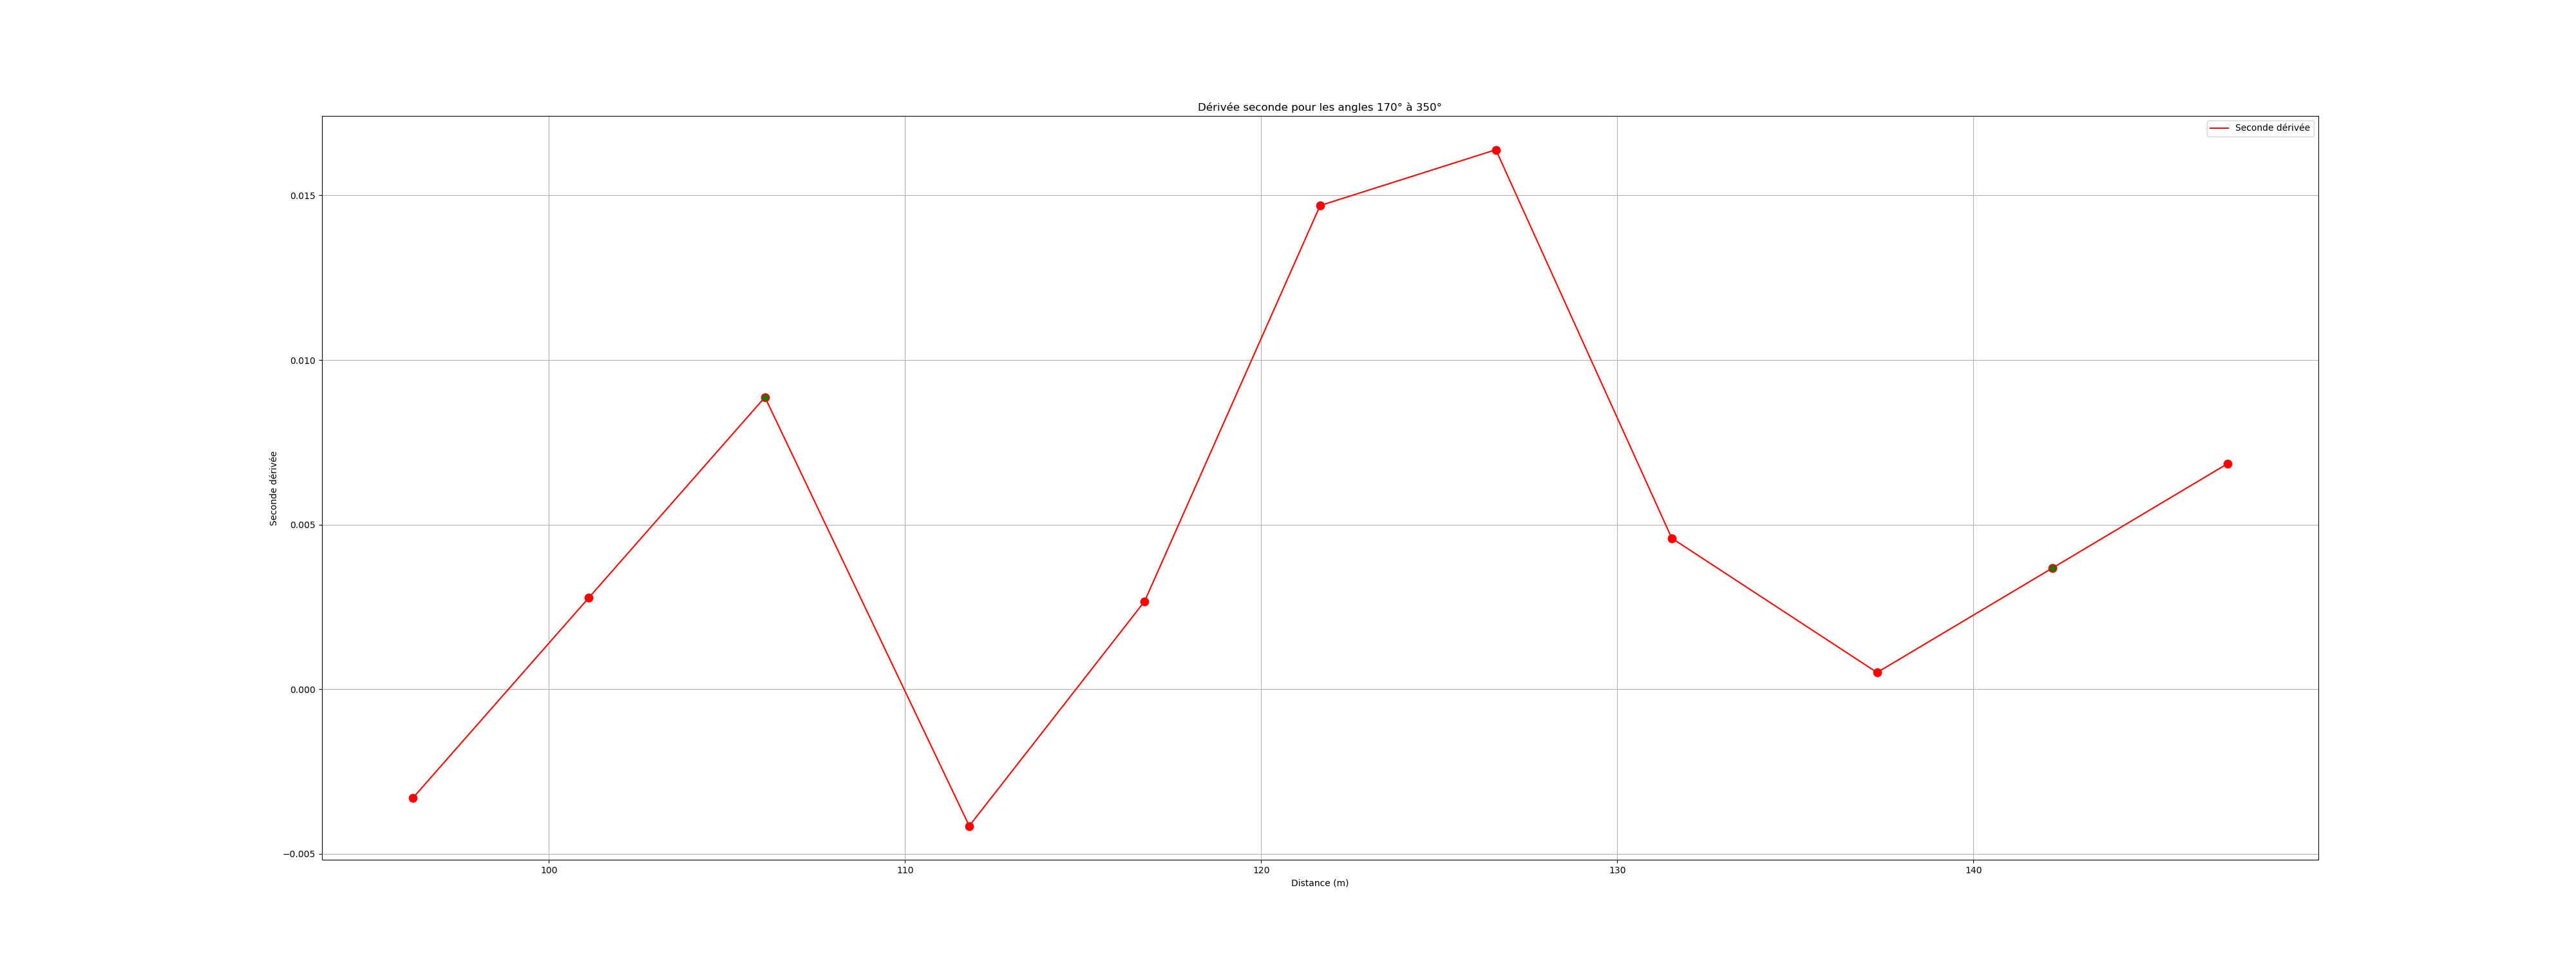 Dérivée seconde pour les angles 170° à 350°
Seconde dérivée
0.015
0.010
0.005
0.000
−0.005
Seconde dérivée
100 110 120 130 140
Distance (m)